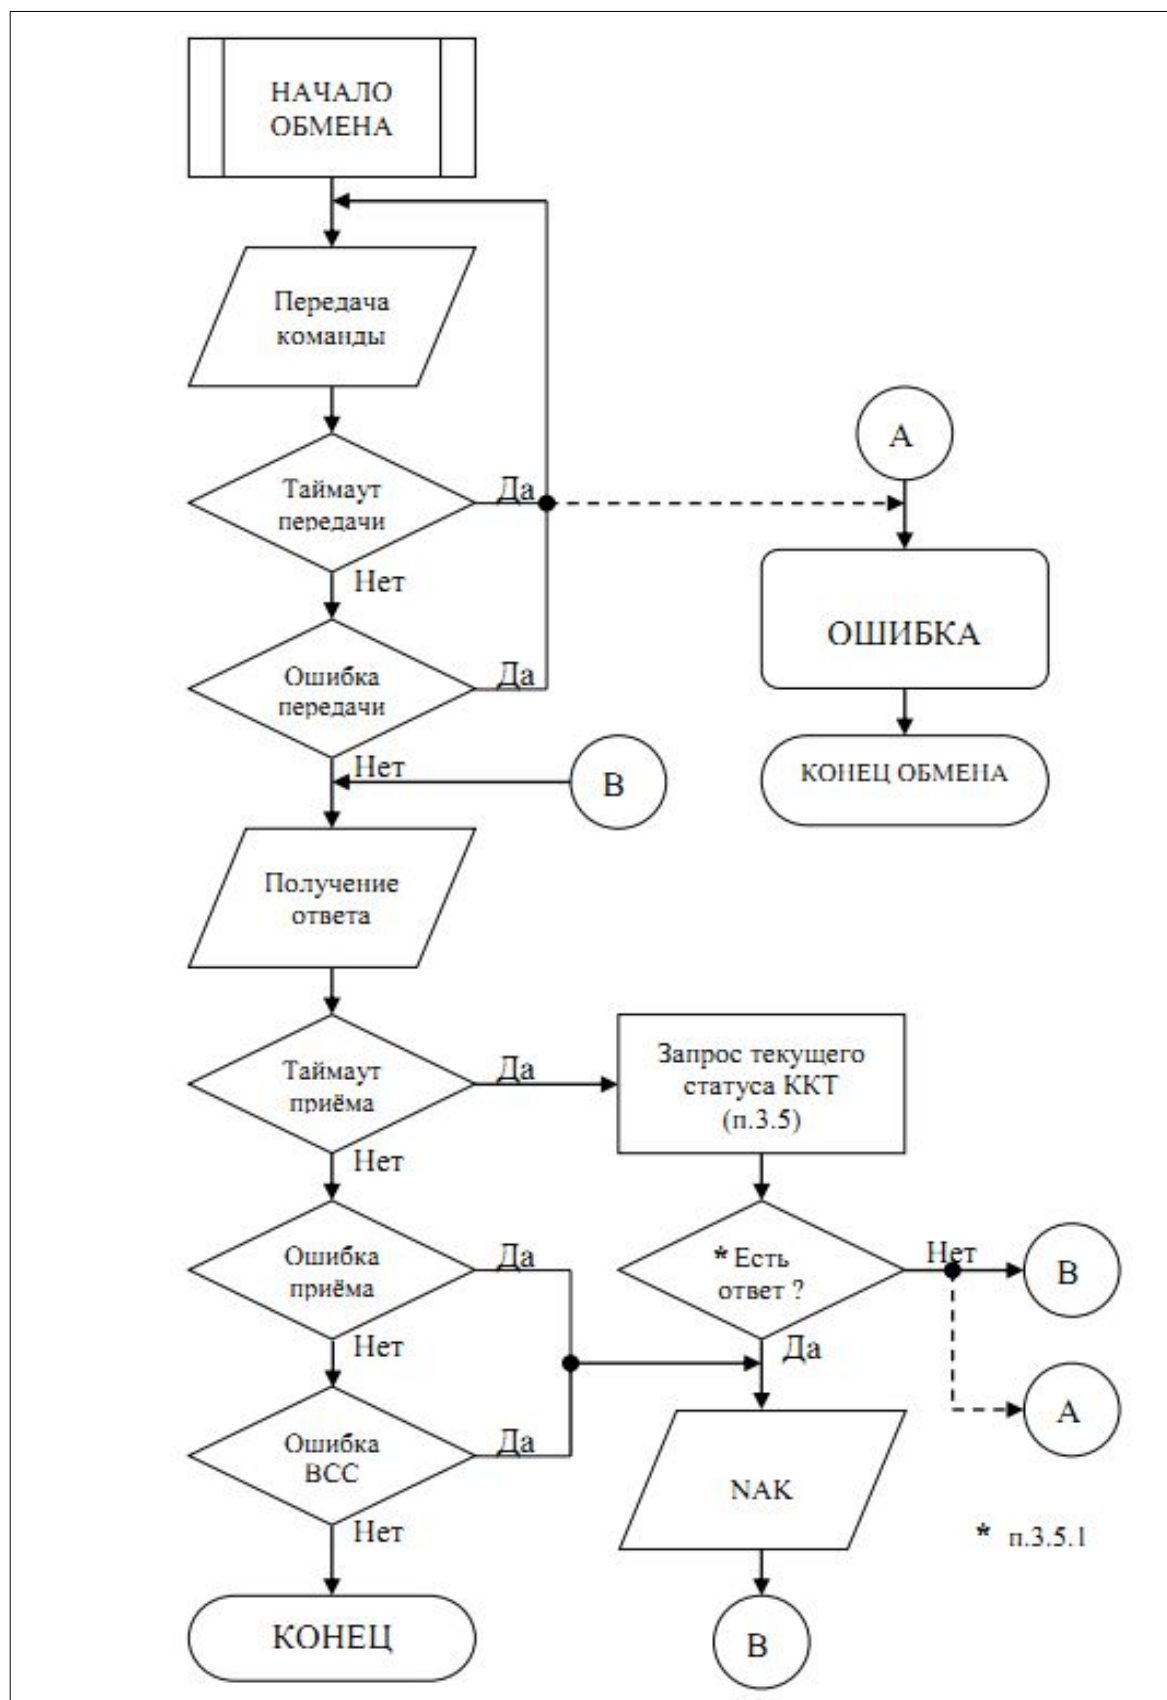 НАЧАЛО
ОБМЕНА
Передача
команды
Таймаут
передачи
Да
Нет
Ошибка
передачи
Да
Нет
А
ОШИБКА
КОНЕЦ ОБМЕНА
В
Получение
ответа
Таймаут
приёма
Да
Нет
Запрос текущего
статуса ККТ
(п.3.5)
Ошибка
приёма
Да
Нет
* Есть
ответ ?
Нет
В
Да
А
Ошибка
BCC
Да
Нет
NAK
* п.3.5.1
КОНЕЦ
В